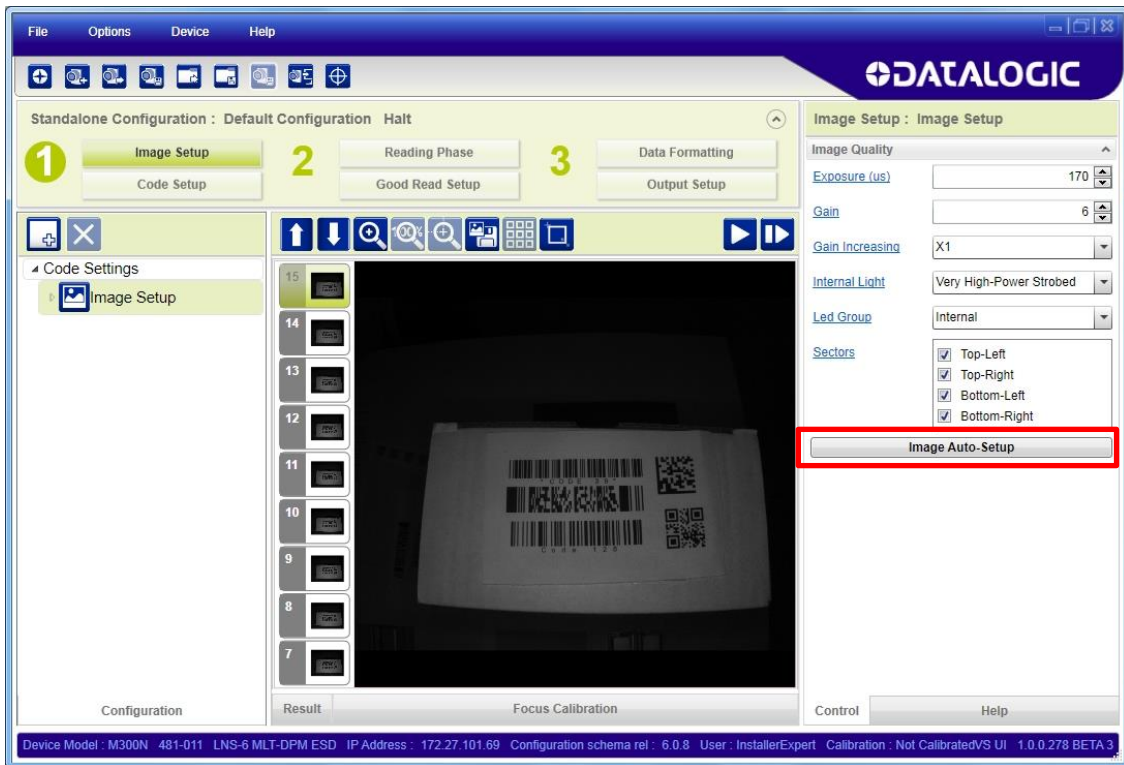 File Options Device Help
DATALOGIC
Standalone Configuration : Default Configuration Halt
1 Image Setup 2 Reading Phase 3 Data Formatting
Code Setup Good Read Setup Output Setup
Code Settings
Image Setup
100%
15
14
13
12
11
10
9
8
7
*CODE 39*
Code 128
Configuration
Result Focus Calibration
Image Setup : Image Setup
Image Quality
Exposure (us) 170
Gain 6
Gain Increasing X1
Internal Light Very High-Power Strobed
Led Group Internal
Sectors Top-Left
Top-Right
Bottom-Left
Bottom-Right
Image Auto-Setup
Control Help
Device Model : M300N 481-011 LNS-6 MLT-DPM ESD IP Address : 172.27.101.69 Configuration schema rel : 6.0.8 User : InstallerExpert Calibration : Not CalibratedVS UI 1.0.0.278 BETA 3